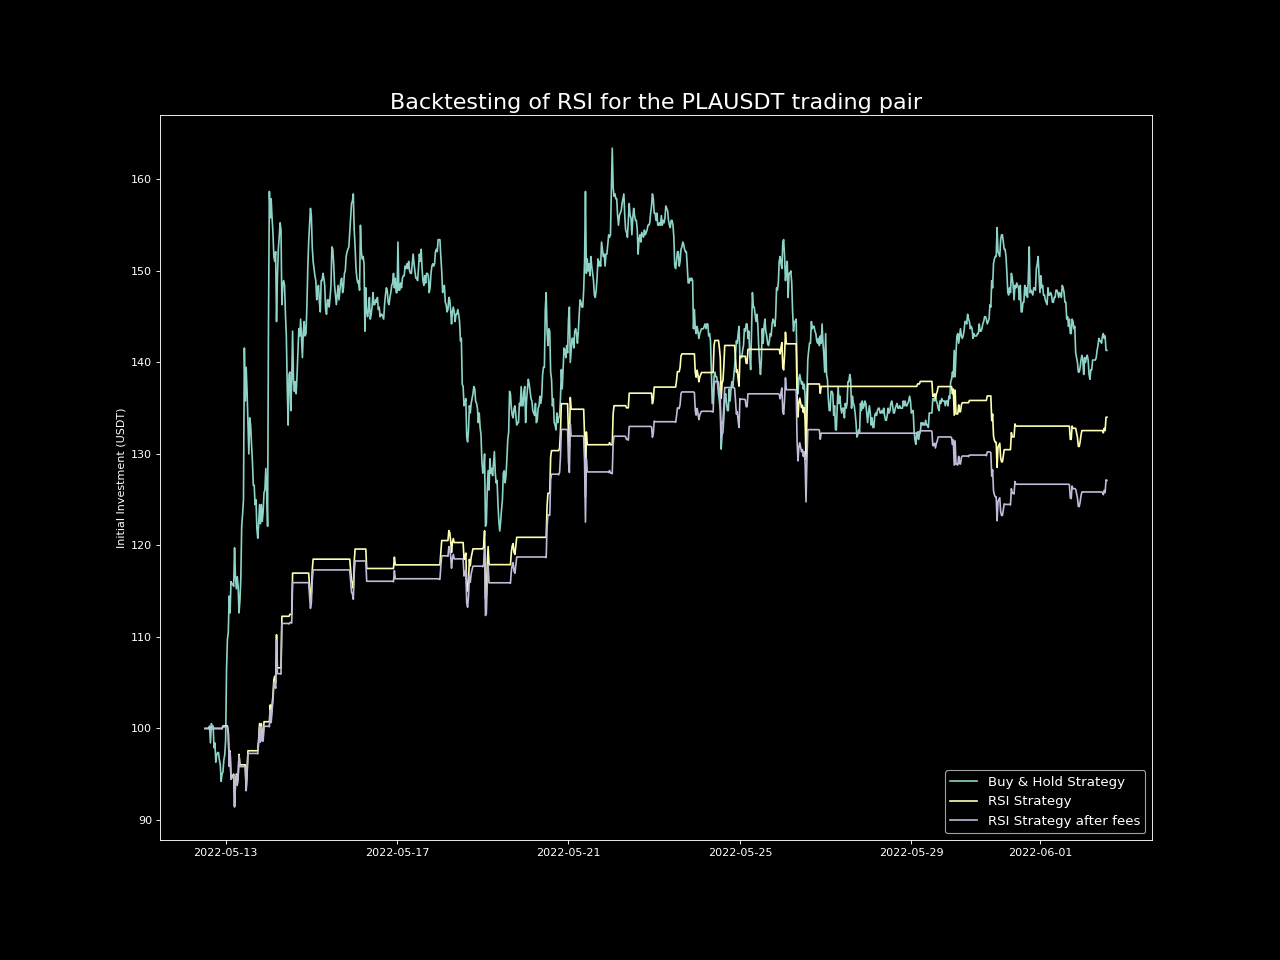 Backtesting of RSI for the PLAUSDT trading pair
Initial Investment (USDT)
160
150
140
130
120
110
100
90
2022-05-13
2022-05-17
2022-05-21
2022-05-25
2022-05-29
2022-06-01
Buy & Hold Strategy
RSI Strategy
RSI Strategy after fees